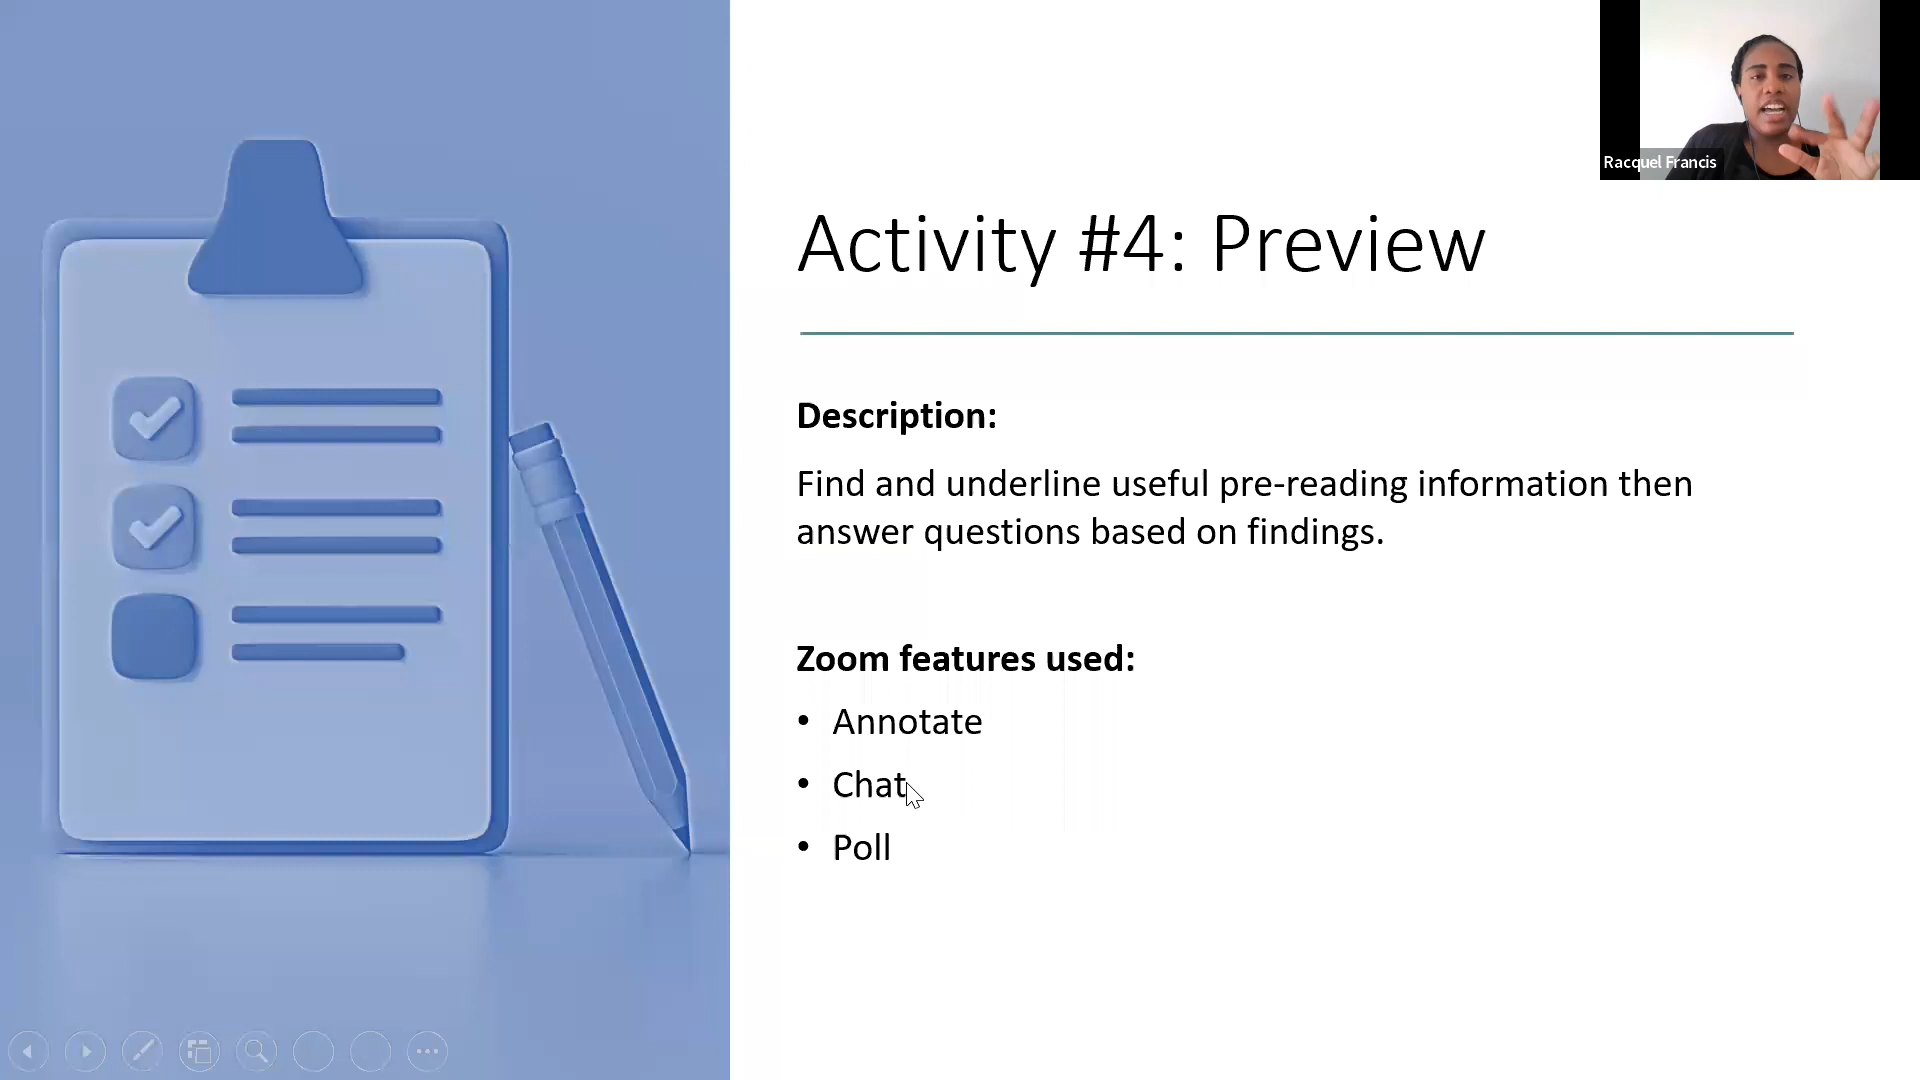 Racquel Francis
Activity #4: Preview
Description:
Find and underline useful pre-reading information then
answer questions based on findings.
Zoom features used:
• Annotate
• Chat
• Poll